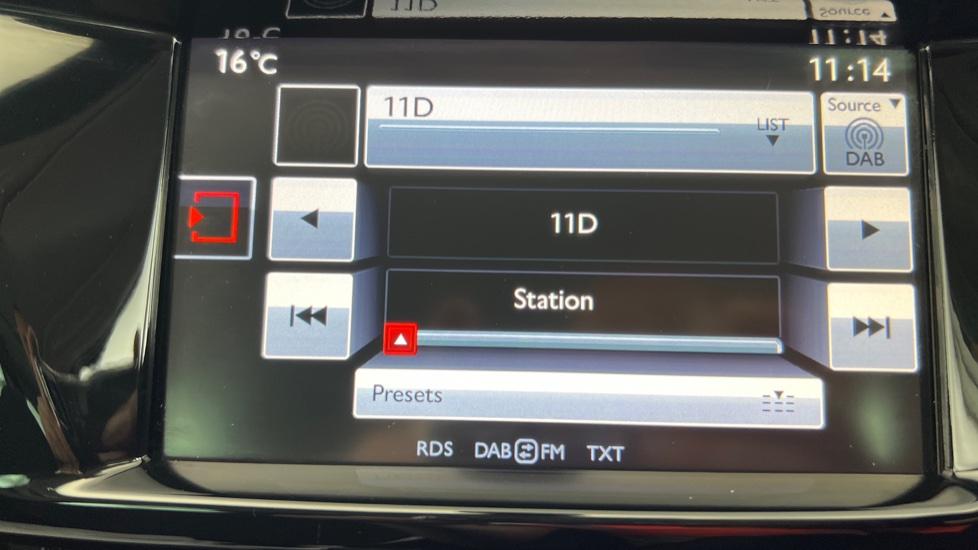 16°C
11:14
11D
LIST
Source
DAB
11D
Station
Presets
RDS DAB FM TXT